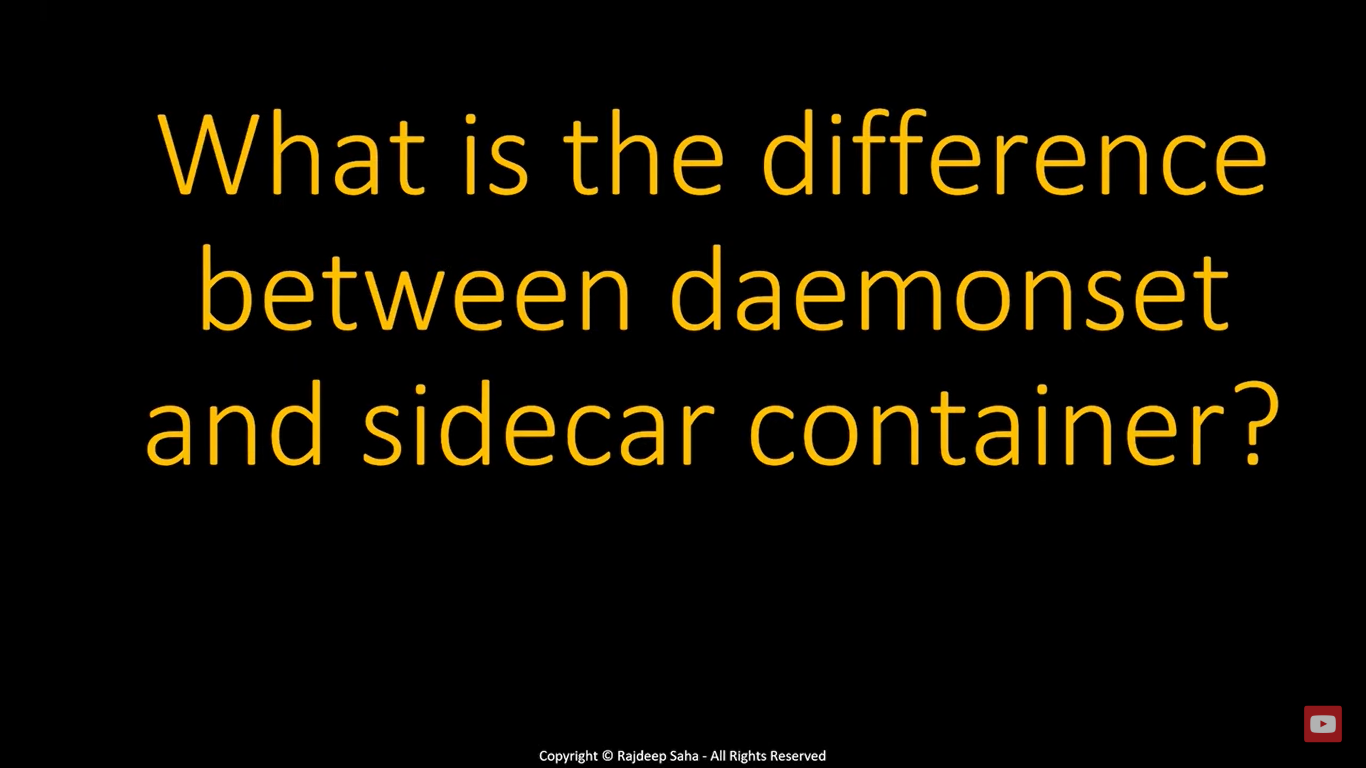 What is the difference
between daemonset
and sidecar container?
Copyright © Rajdeep Saha - All Rights Reserved